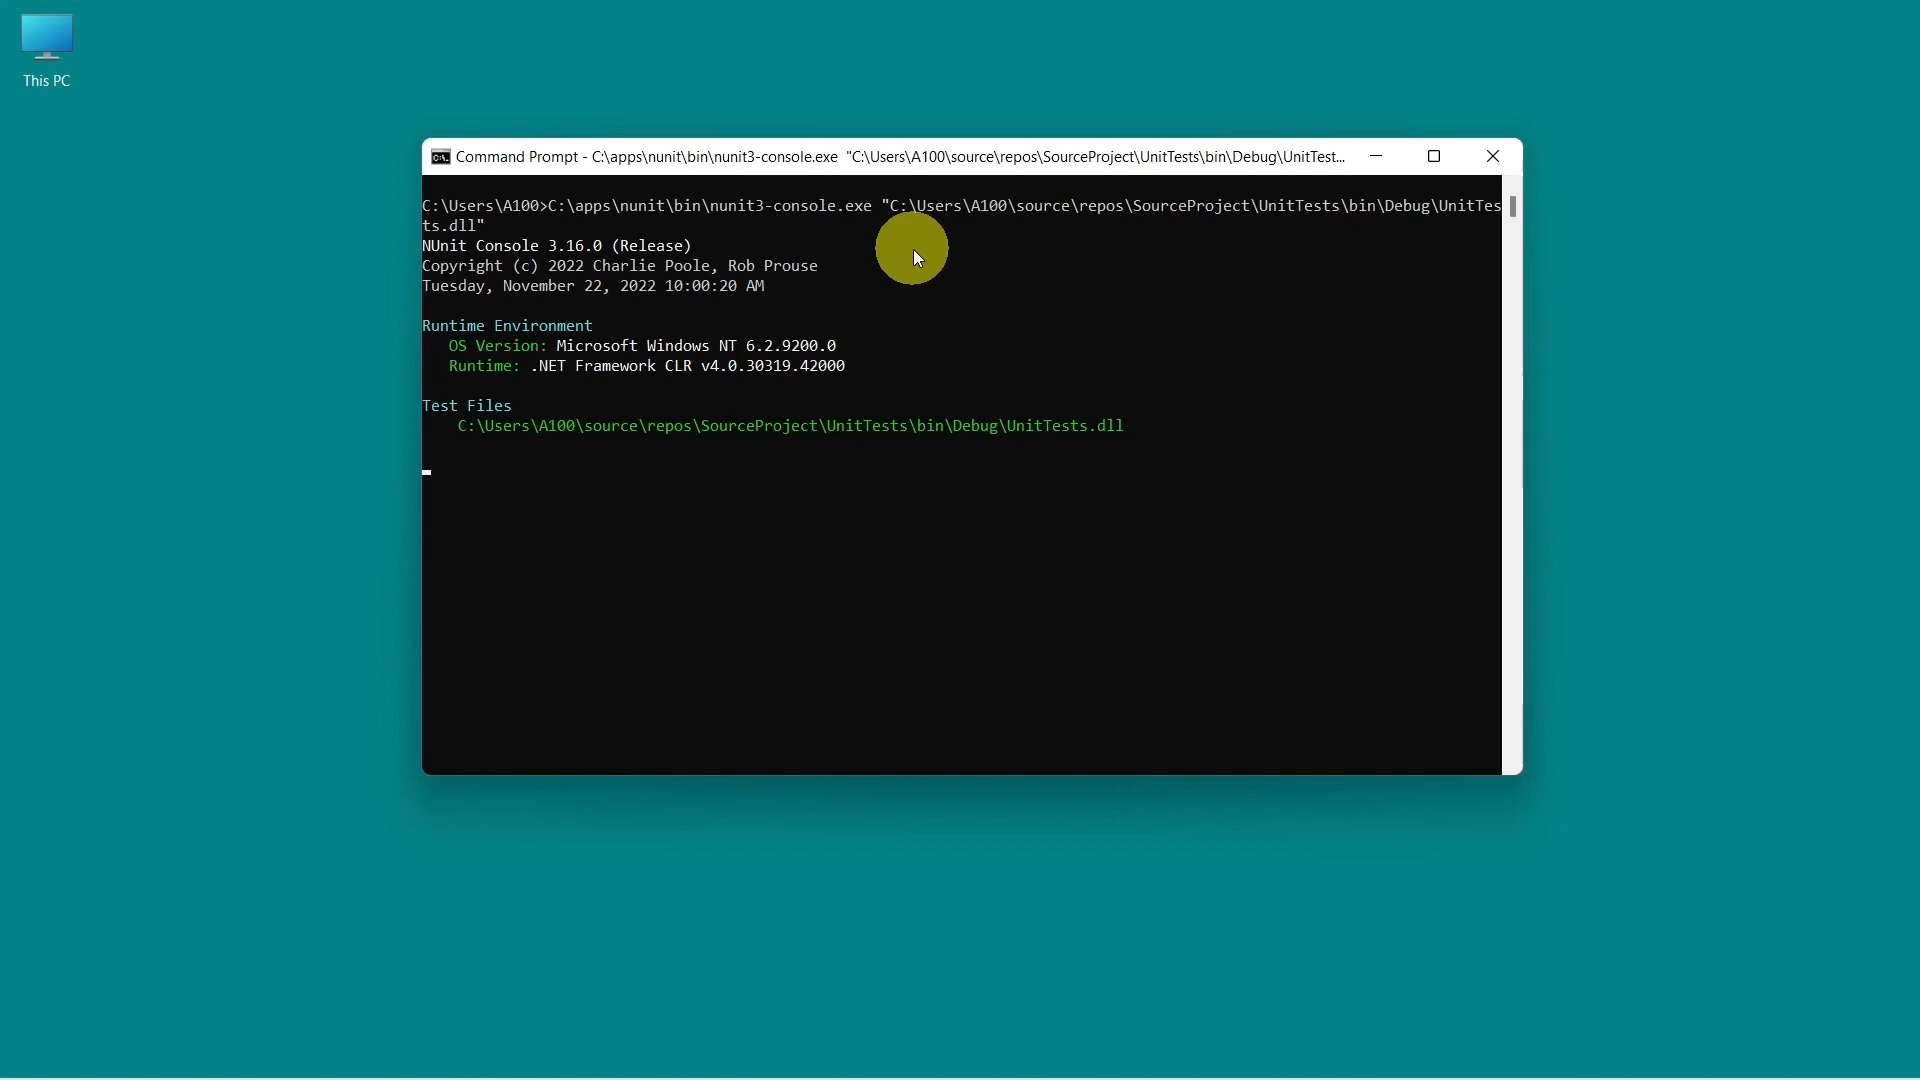 This PC
Command Prompt - C:\apps\nunit\bin\nunit3-console.exe "C:\Users\A100\source\repos\SourceProject\UnitTests\bin\Debug\UnitTest...
C:\Users\A100>C:\apps\nunit\bin\nunit3-console.exe "C:\Users\A100\source\repos\SourceProject\UnitTests\bin\Debug\UnitTes
ts.dll"
NUnit Console 3.16.0 (Release)
Copyright (c) 2022 Charlie Poole, Rob Prouse
Tuesday, November 22, 2022 10:00:20 AM
Runtime Environment
OS Version: Microsoft Windows NT 6.2.9200.0
Runtime: .NET Framework CLR v4.0.30319.42000
Test Files
C:\Users\A100\source\repos\SourceProject\UnitTests\bin\Debug\UnitTests.dll